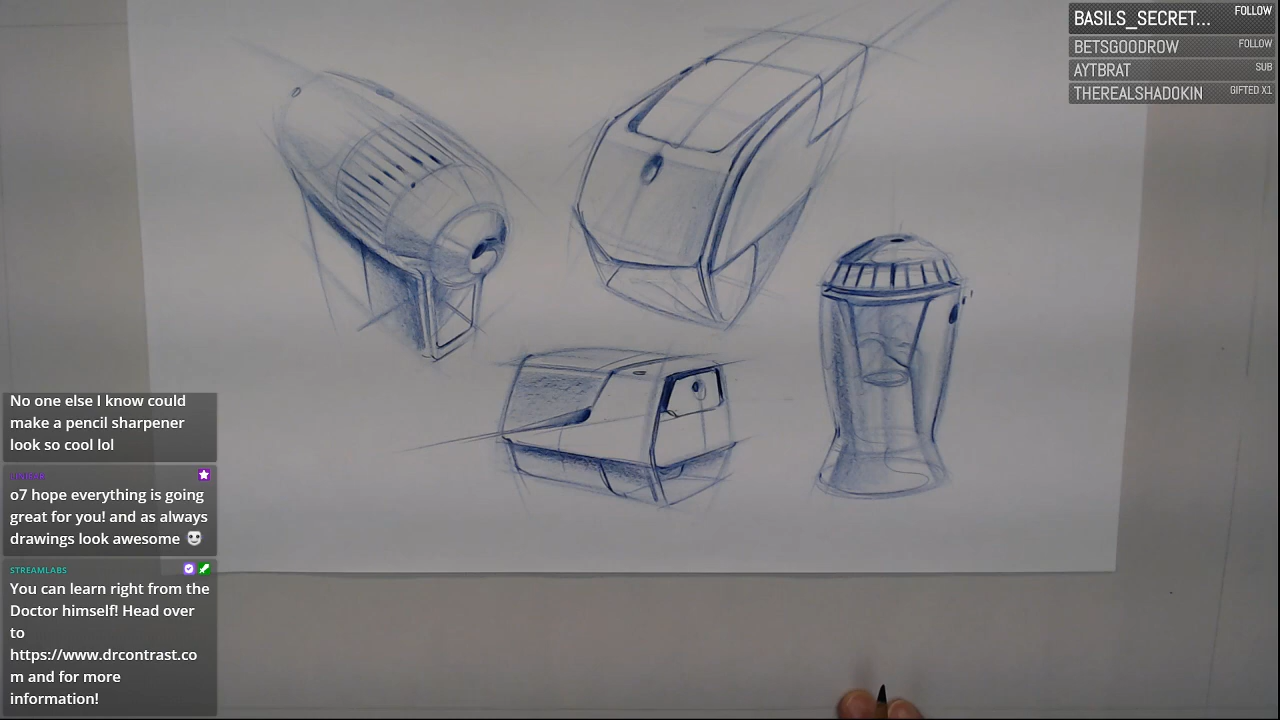 BASILS_SECRET... FOLLOW
BETSGOODROW FOLLOW
AYTBRAT SUB
THEREALSHADOKIN GIFTED X1
No one else I know could
make a pencil sharpener
look so cool lol
o7 hope everything is going
great for you! and as always
drawings look awesome
STREAMLABS
You can learn right from the
Doctor himself! Head over
to
https://www.drcontrast.co
m and for more
information!